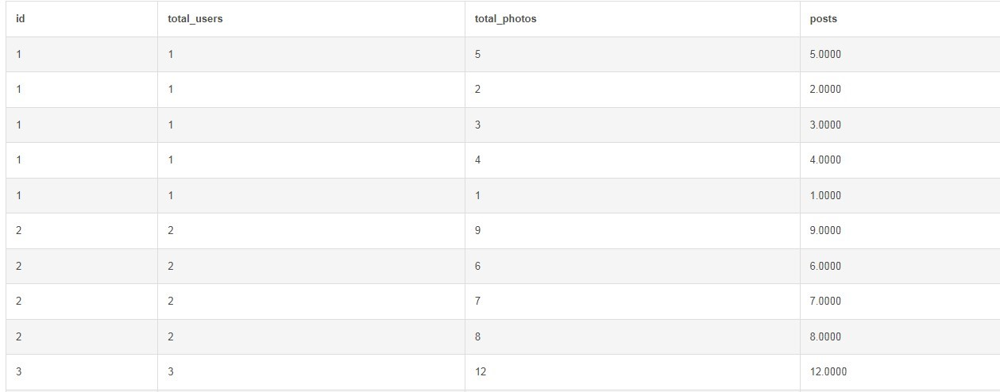 id total_users total_photos posts
1 1 5 5.0000
1 1 2 2.0000
1 1 3 3.0000
1 1 4 4.0000
1 1 1 1.0000
2 2 9 9.0000
2 2 6 6.0000
2 2 7 7.0000
2 2 8 8.0000
3 3 12 12.0000